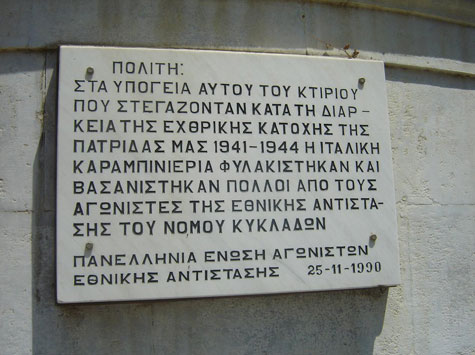 ΠΟΛΙΤΗ:
ΣΤΑ ΥΠΟΓΕΙΑ ΑΥΤΟΥ ΤΟΥ ΚΤΙΡΙΟΥ
ΠΟΥ ΣΤΕΓΑΖΟΝΤΑΝ ΚΑΤΑ ΤΗ ΔΙΑΡ-
ΚΕΙΑ ΤΗΣ ΕΧΘΡΙΚΗΣ ΚΑΤΟΧΗΣ ΤΗΣ
ΠΑΤΡΙΔΑΣ ΜΑΣ 1941-1944 Η ΙΤΑΛΙΚΗ
ΚΑΡΑΜΠΙΝΙΕΡΙΑ ΦΥΛΑΚΙΣΤΗΚΑΝ ΚΑΙ
ΒΑΣΑΝΙΣΤΗΚΑΝ ΠΟΛΛΟΙ ΑΠΟ ΤΟΥΣ
ΑΓΩΝΙΣΤΕΣ ΤΗΣ ΕΘΝΙΚΗΣ ΑΝΤΙΣΤΑ-
ΣΗΣ ΤΟΥ ΝΟΜΟΥ ΚΥΚΛΑΔΩΝ
ΠΑΝΕΛΛΗΝΙΑ ΕΝΩΣΗ ΑΓΩΝΙΣΤΩΝ
ΕΘΝΙΚΗΣ ΑΝΤΙΣΤΑΣΗΣ 25-11-1990